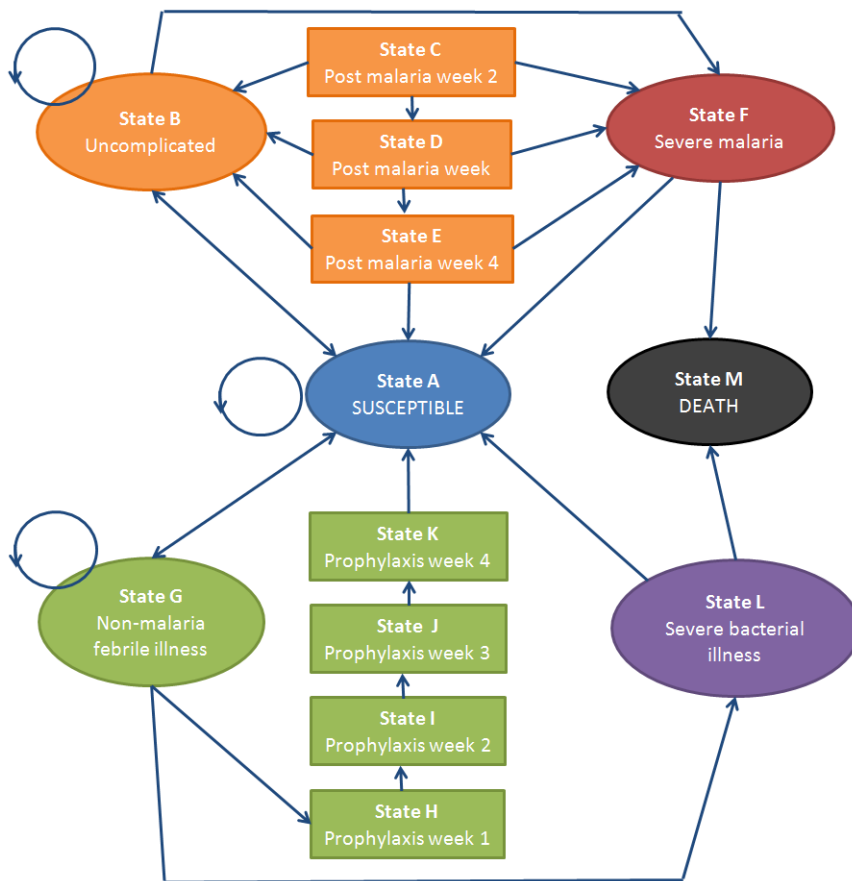 State C
Post malaria week 2
State B
Uncomplicated
State F
Severe malaria
State D
Post malaria week
State E
Post malaria week 4
State A
SUSCEPTIBLE
State M
DEATH
State K
Prophylaxis week 4
State G
Non-malaria
febrile illness
State J
Prophylaxis week 3
State L
Severe bacterial
illness
State I
Prophylaxis week 2
State H
Prophylaxis week 1